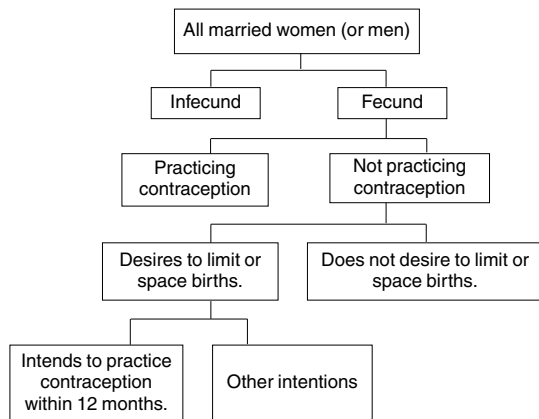 All married women (or men)
Infecund
Fecund
Practicing
contraception
Not practicing
contraception
Desires to limit or
space births.
Does not desire to limit or
space births.
Intends to practice
contraception
within 12 months.
Other intentions